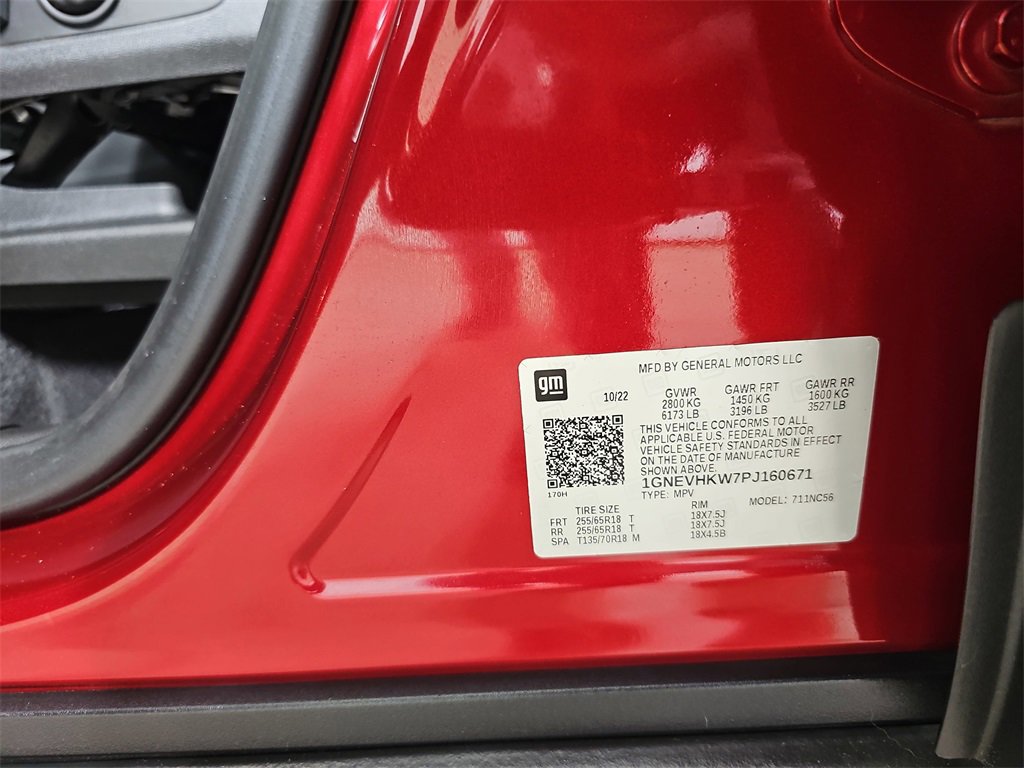 MFD BY GENERAL MOTORS LLC
gm
10/22
GVWR GAWR FRT GAWR RR
2800 KG 1450 KG 1600 KG
6173 LB 3196 LB 3527 LB
THIS VEHICLE CONFORMS TO ALL
APPLICABLE U.S. FEDERAL MOTOR
VEHICLE SAFETY STANDARDS IN EFFECT
ON THE DATE OF MANUFACTURE
SHOWN ABOVE.
1GNEVHKW7PJ160671
170H
TYPE: MPV MODEL: 711NC56
TIRE SIZE RIM
FRT 255/65R18 T 18X7.5J
RR 255/65R18 T 18X7.5J
SPA T135/70R18 M 18X4.5B